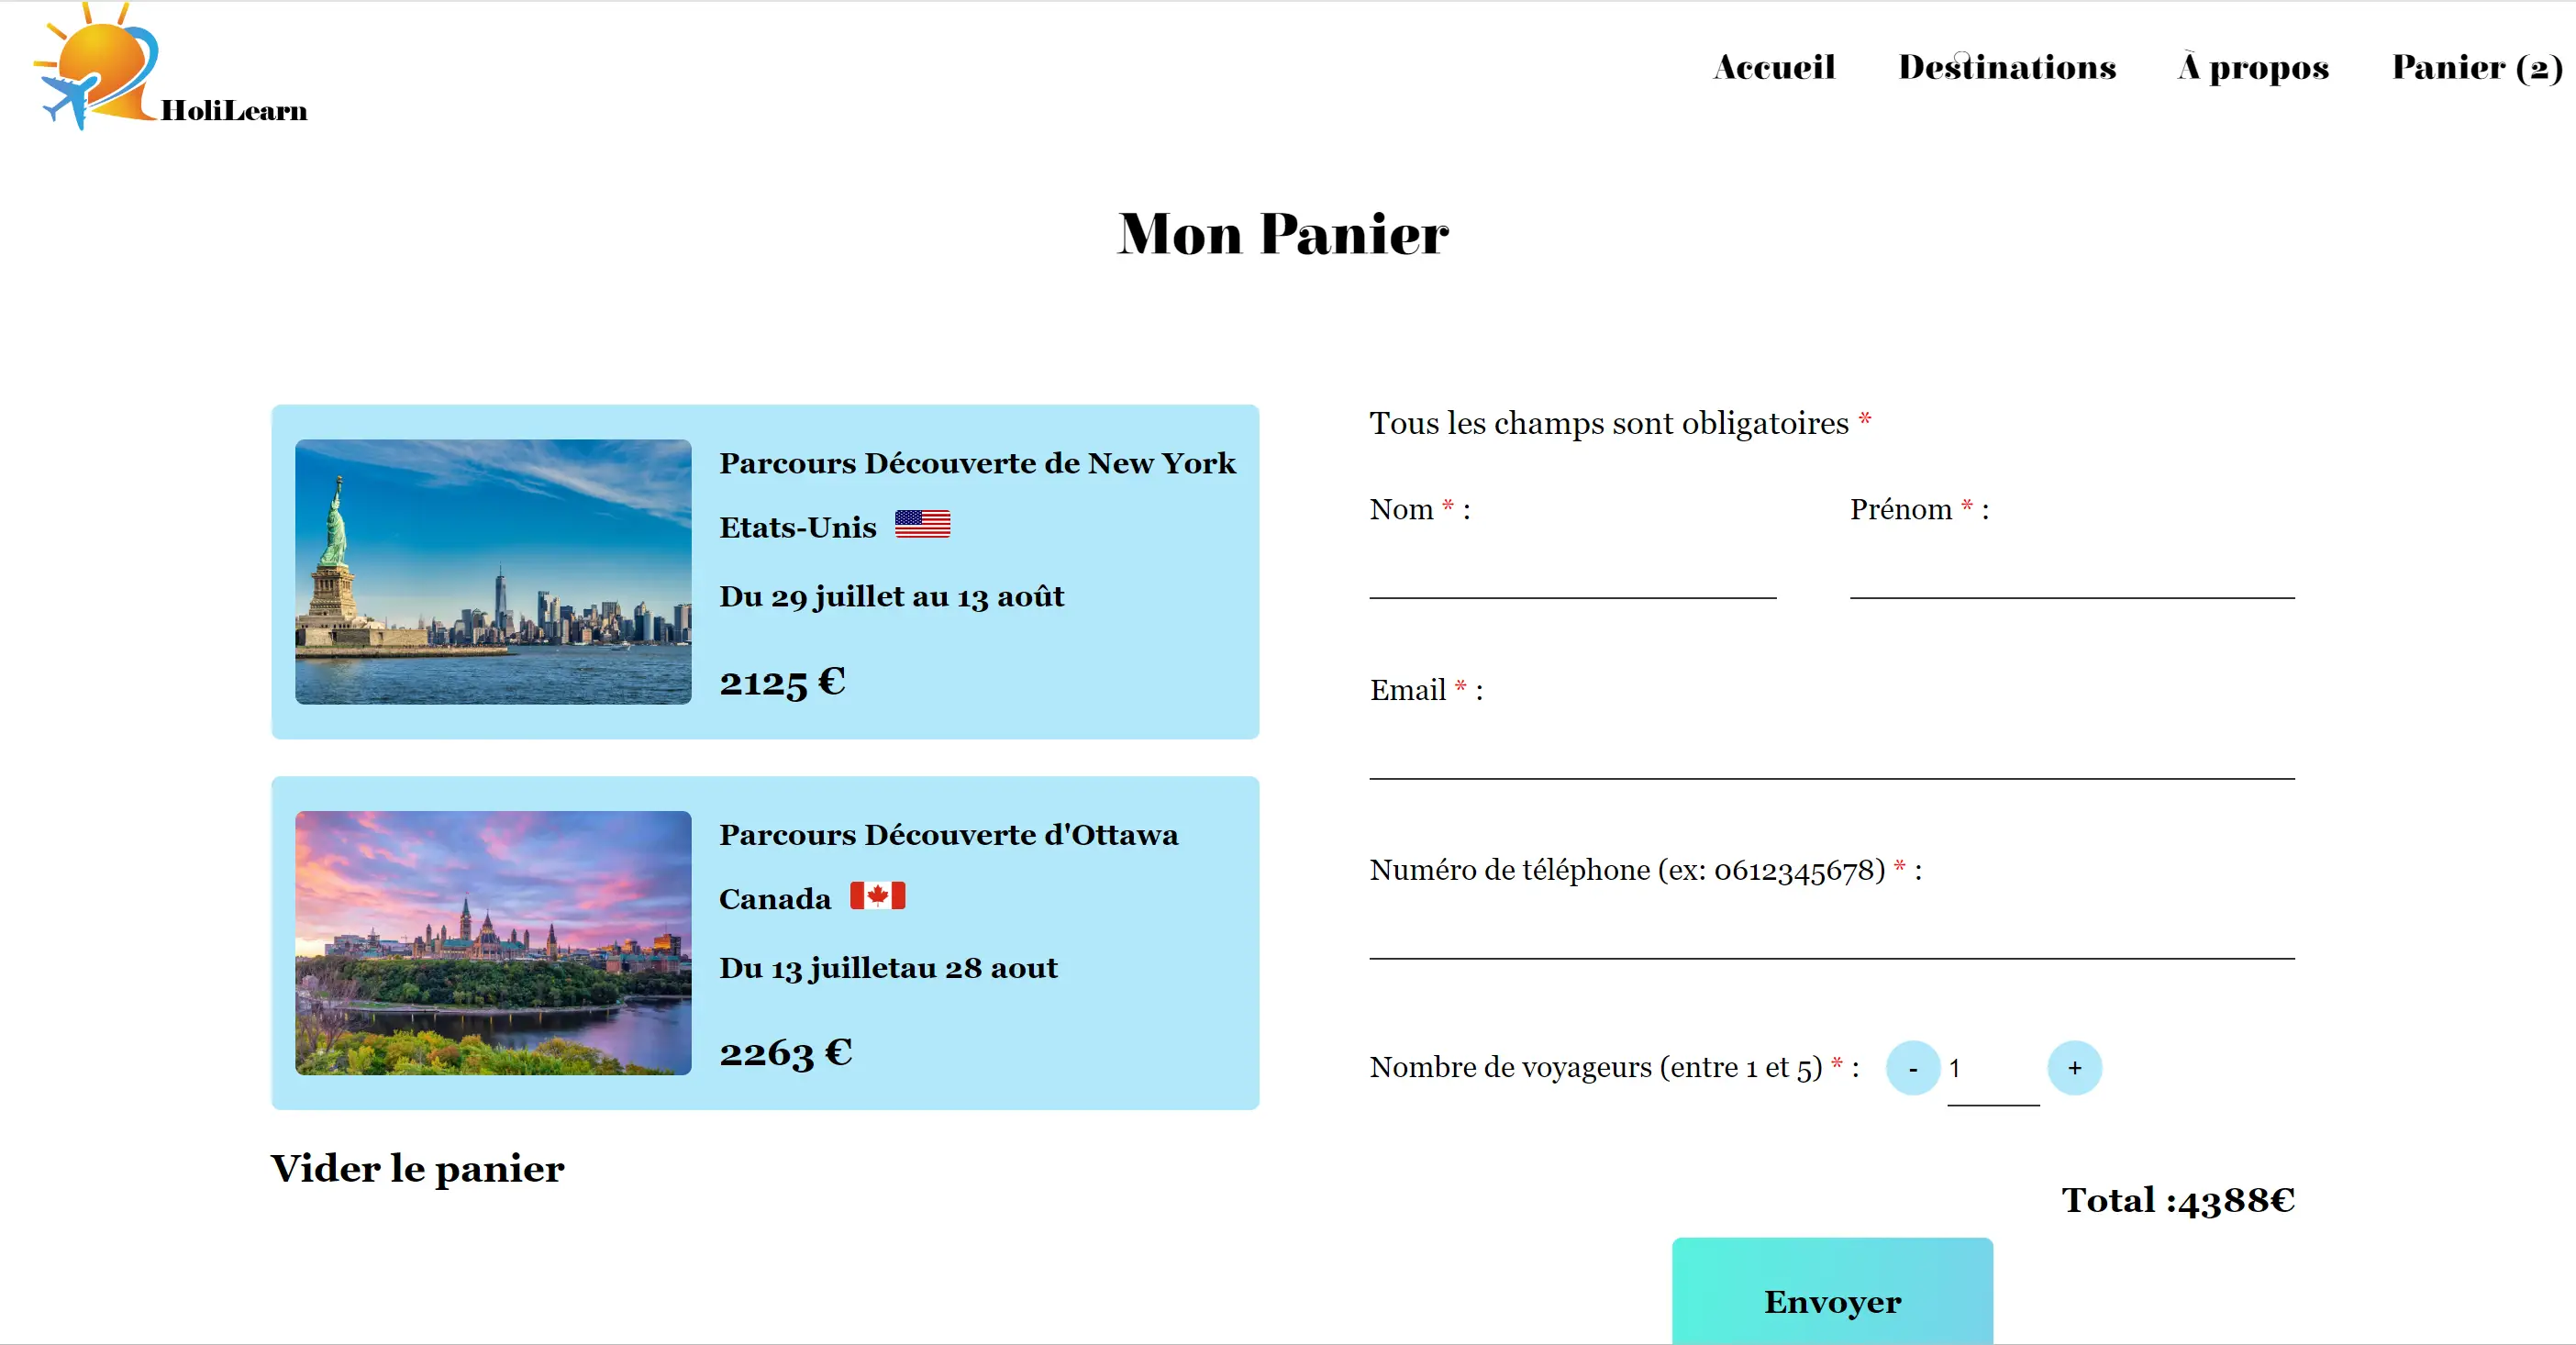 HoliLearn
Accueil
Destinations
À propos
Panier (2)
Mon Panier
Parcours Découverte de New York
Etats-Unis
Du 29 juillet au 13 août
2125 €
Parcours Découverte d'Ottawa
Canada
Du 13 juilletau 28 aout
2263 €
Vider le panier
Tous les champs sont obligatoires *
Nom * :
Prénom * :
Email * :
Numéro de téléphone (ex: 0612345678) * :
Nombre de voyageurs (entre 1 et 5) * : - 1 +
Total :4388€
Envoyer